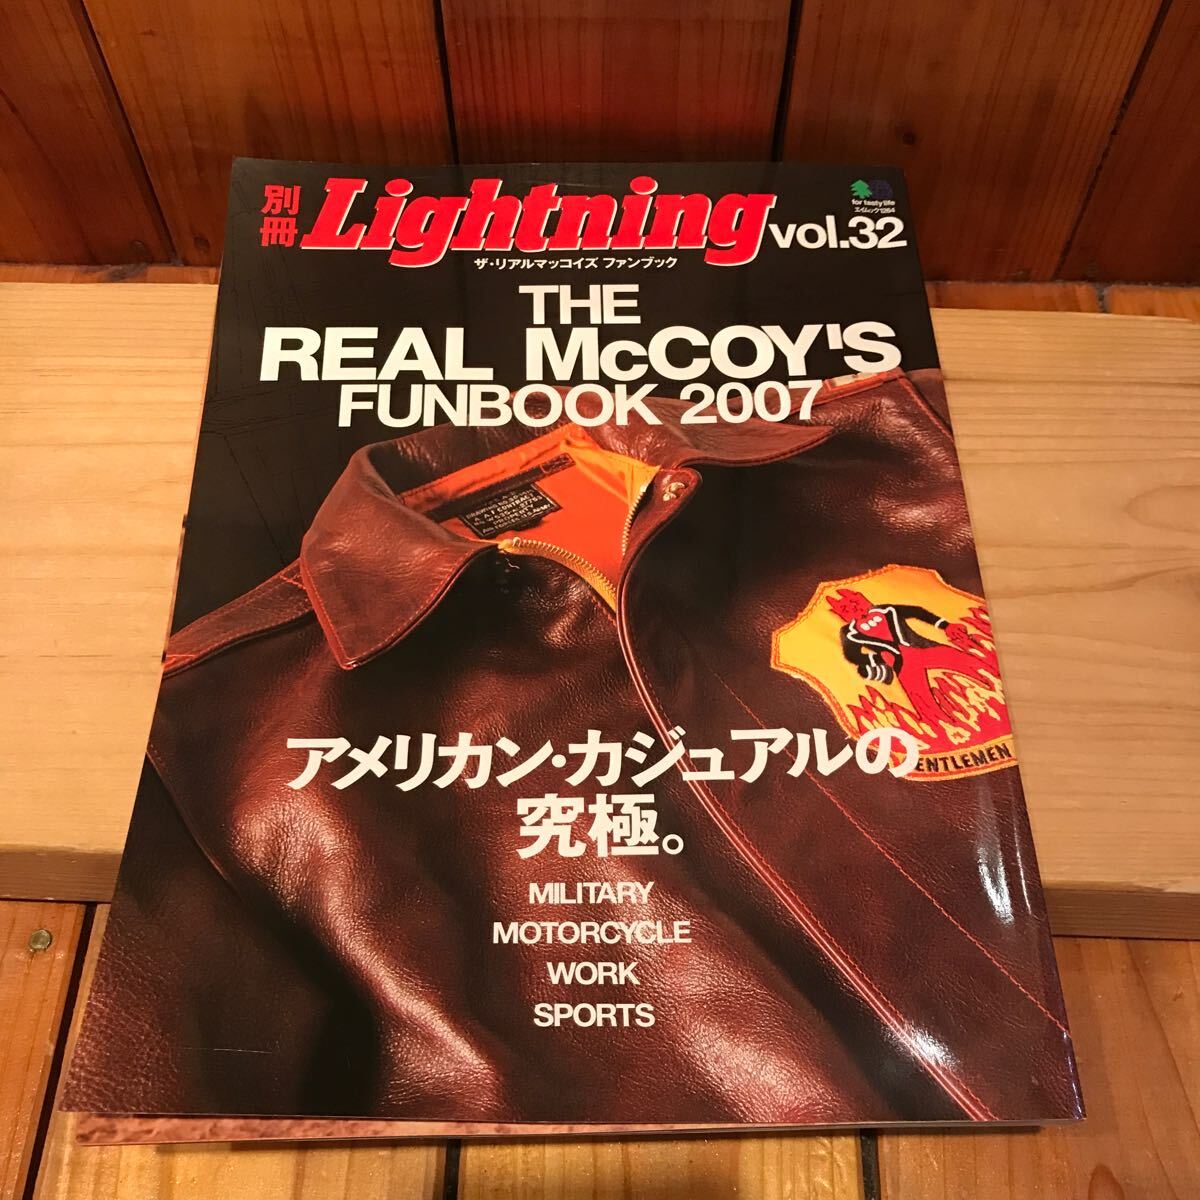 別冊 Lightning vol.32
for tasty life
エイムック1264
ザ・リアルマッコイズ ファンブック
THE
REAL McCOY'S
FUNBOOK 2007
アメリカン・カジュアルの
究極。
ENTLEMEN
MILITARY
MOTORCYCLE
WORK
SPORTS